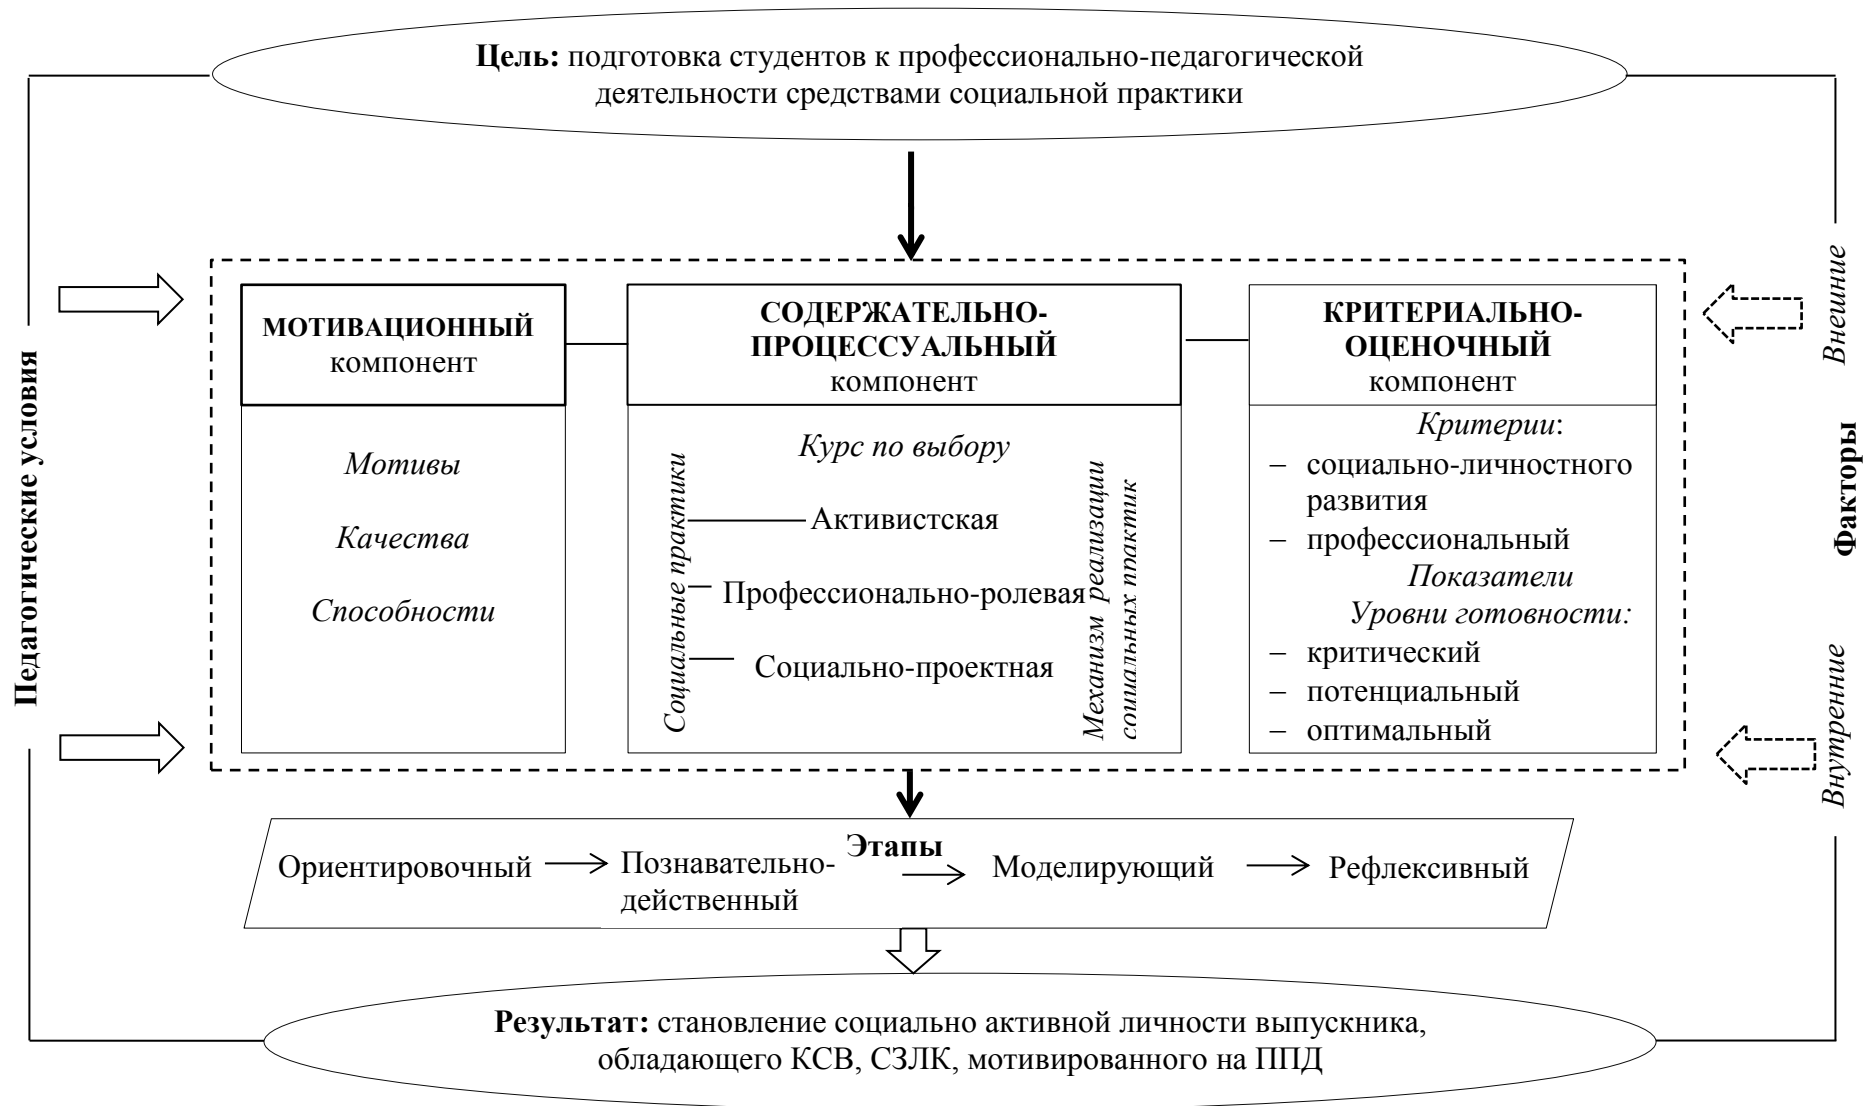 Цель: подготовка студентов к профессионально-педагогической
деятельности средствами социальной практики
Педагогические условия
МОТИВАЦИОННЫЙ
компонент
Мотивы
Качества
Способности
СОДЕРЖАТЕЛЬНО-
ПРОЦЕССУАЛЬНЫЙ
компонент
Курс по выбору
Социальные практики
Активистская
Профессионально-ролевая
Социально-проектная
Механизм реализации
социальных практик
КРИТЕРИАЛЬНО-
ОЦЕНОЧНЫЙ
компонент
Критерии:
– социально-личностного
развития
– профессиональный
Показатели
Уровни готовности:
– критический
– потенциальный
– оптимальный
Внешние
Факторы
Внутренние
Этапы
Ориентировочный
Познавательно-
действенный
Моделирующий
Рефлексивный
Результат: становление социально активной личности выпускника,
обладающего КСВ, СЗЛК, мотивированного на ППД